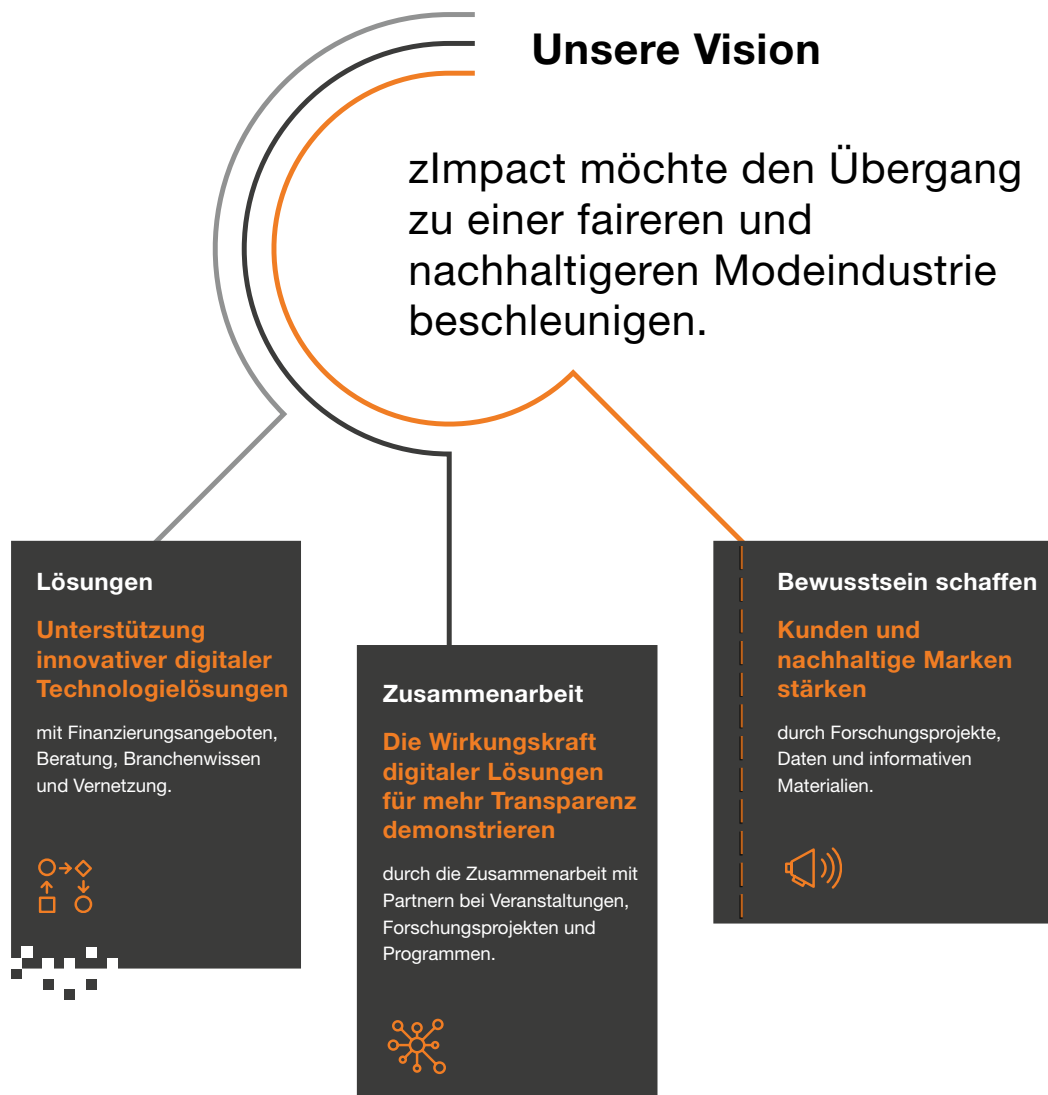 Unsere Vision
zImpact möchte den Übergang
zu einer faireren und
nachhaltigeren Modeindustrie
beschleunigen.
Lösungen
Unterstützung
innovativer digitaler
Technologielösungen
mit Finanzierungsangeboten,
Beratung, Branchenwissen
und Vernetzung.
Zusammenarbeit
Die Wirkungskraft
digitaler Lösungen
für mehr Transparenz
demonstrieren
durch die Zusammenarbeit mit
Partnern bei Veranstaltungen,
Forschungsprojekten und
Programmen.
Bewusstsein schaffen
Kunden und
nachhaltige Marken
stärken
durch Forschungsprojekte,
Daten und informativen
Materialien.